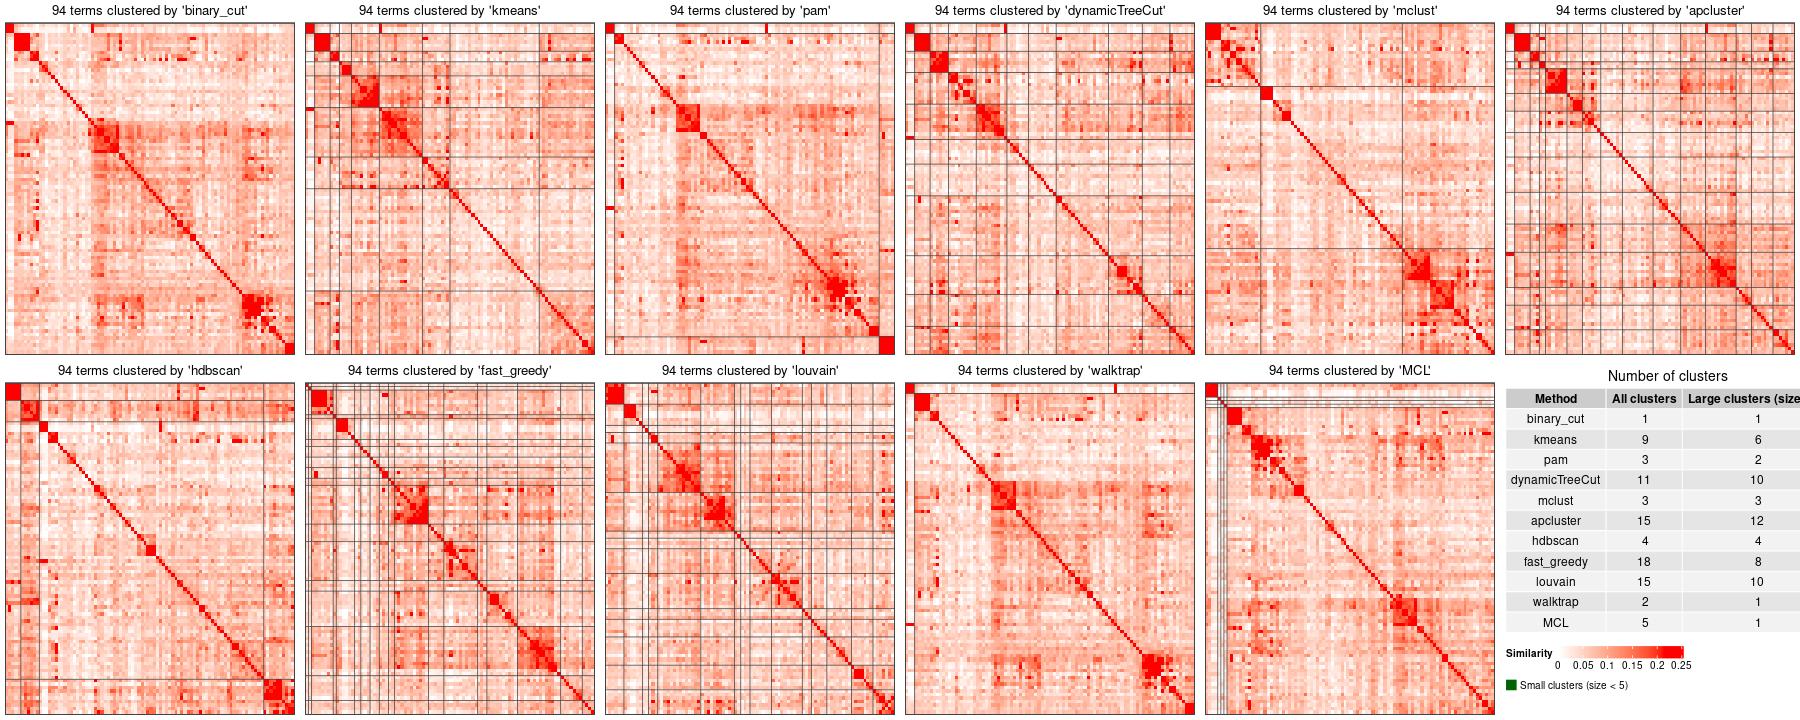 94 terms clustered by 'binary_cut'
94 terms clustered by 'kmeans'
94 terms clustered by 'pam'
94 terms clustered by 'dynamicTreeCut'
94 terms clustered by 'mclust'
94 terms clustered by 'apcluster'
94 terms clustered by 'hdbscan'
94 terms clustered by 'fast_greedy'
94 terms clustered by 'louvain'
94 terms clustered by 'walktrap'
94 terms clustered by 'MCL'
Number of clusters
Method All clusters Large clusters (size
binary_cut 1 1
kmeans 9 6
pam 3 2
dynamicTreeCut 11 10
mclust 3 3
apcluster 15 12
hdbscan 4 4
fast_greedy 18 8
louvain 15 10
walktrap 2 1
MCL 5 1
Similarity
0 0.05 0.1 0.15 0.2 0.25
Small clusters (size < 5)